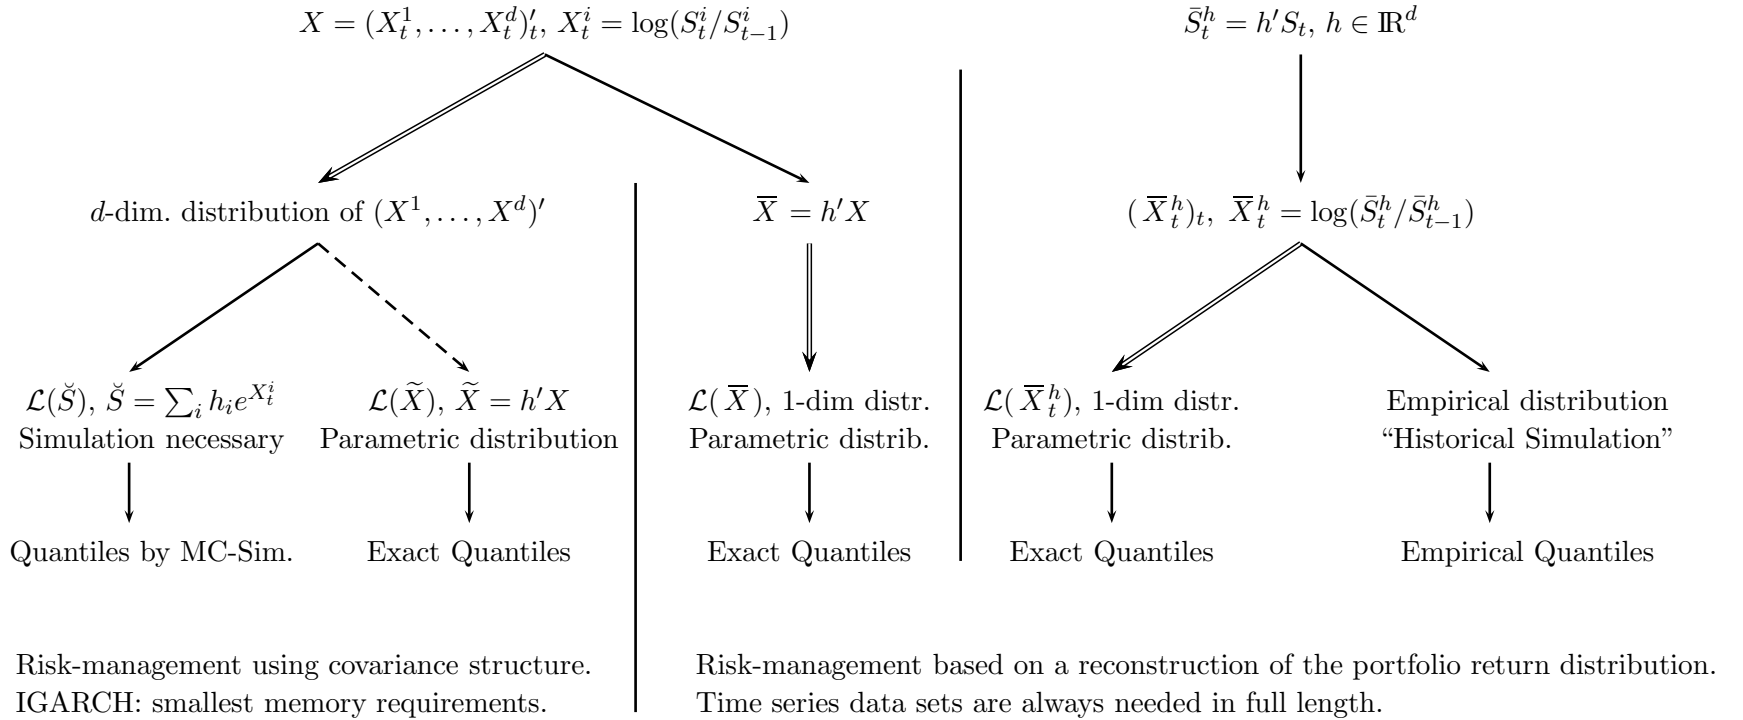 X = (X_t^1, . . . , X_t^d)'_t, X_t^i = log(S_t^i/S_{t−1}^i)
S̄_t^h = h'S_t, h ∈ ℝ^d
d-dim. distribution of (X^1, . . . , X^d)'
X̅ = h'X
(X̅_t^h)_t, X̅_t^h = log(S̄_t^h/S̄_{t−1}^h)
ℒ(S̆), S̆ = ∑_i h_i e^{X_t^i}
Simulation necessary
ℒ(X̃), X̃ = h'X
Parametric distribution
ℒ(X̅), 1-dim distr.
Parametric distrib.
ℒ(X̅_t^h), 1-dim distr.
Parametric distrib.
Empirical distribution
“Historical Simulation”
Quantiles by MC-Sim.
Exact Quantiles
Exact Quantiles
Exact Quantiles
Empirical Quantiles
Risk-management using covariance structure.
IGARCH: smallest memory requirements.
Risk-management based on a reconstruction of the portfolio return distribution.
Time series data sets are always needed in full length.